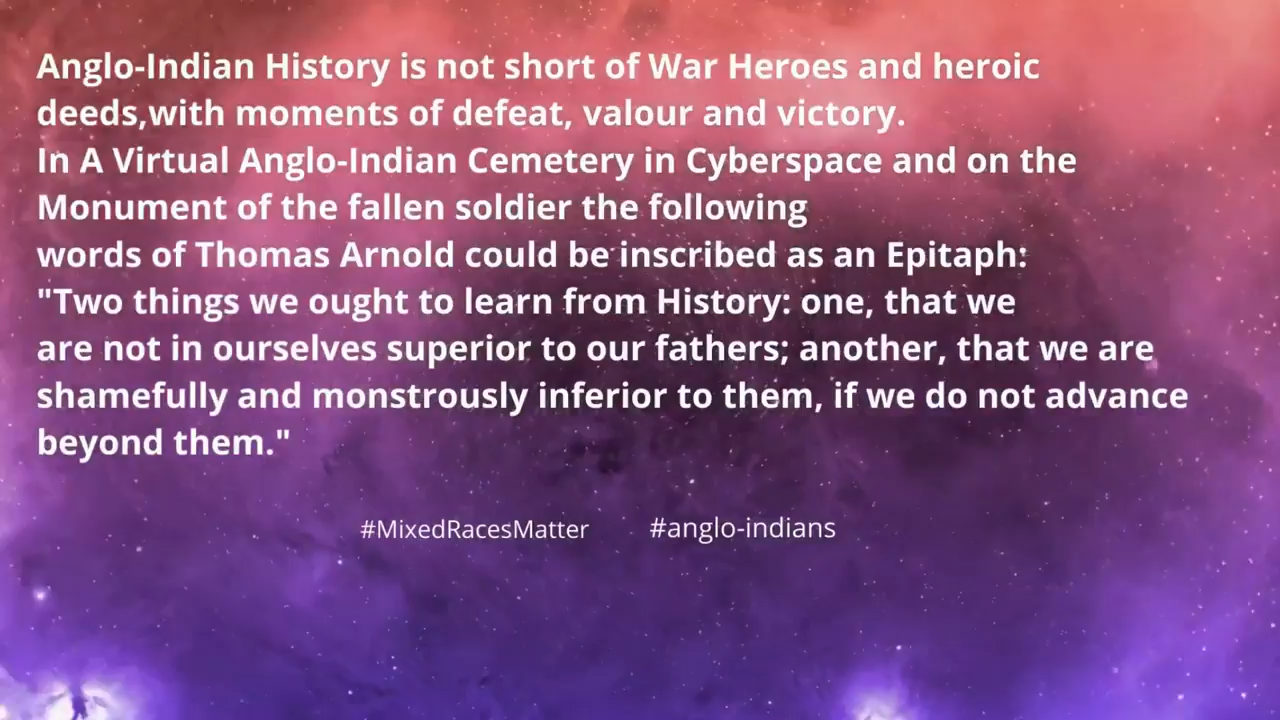 Anglo-Indian History is not short of War Heroes and heroic
deeds,with moments of defeat, valour and victory.
In A Virtual Anglo-Indian Cemetery in Cyberspace and on the
Monument of the fallen soldier the following
words of Thomas Arnold could be inscribed as an Epitaph:
"Two things we ought to learn from History: one, that we
are not in ourselves superior to our fathers; another, that we are
shamefully and monstrously inferior to them, if we do not advance
beyond them."
#MixedRacesMatter #anglo-indians